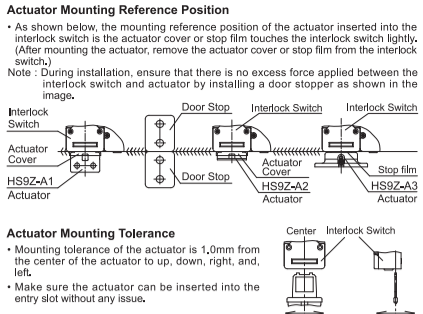 Actuator Mounting Reference Position
• As shown below, the mounting reference position of the actuator inserted into the
interlock switch is the actuator cover or stop film touches the interlock switch lightly.
(After mounting the actuator, remove the actuator cover or stop film from the interlock
switch.)
Note : During installation, ensure that there is no excess force applied between the
interlock switch and actuator by installing a door stopper as shown in the
image.
Interlock
Switch
Door Stop
Interlock Switch
Interlock Switch
Actuator
Cover
HS9Z-A1
Actuator
Door Stop
Actuator
Cover
HS9Z-A2
Actuator
Stop film
HS9Z-A3
Actuator
Actuator Mounting Tolerance
• Mounting tolerance of the actuator is 1.0mm from
the center of the actuator to up, down, right, and,
left.
• Make sure the actuator can be inserted into the
entry slot without any issue.
Center
Interlock Switch